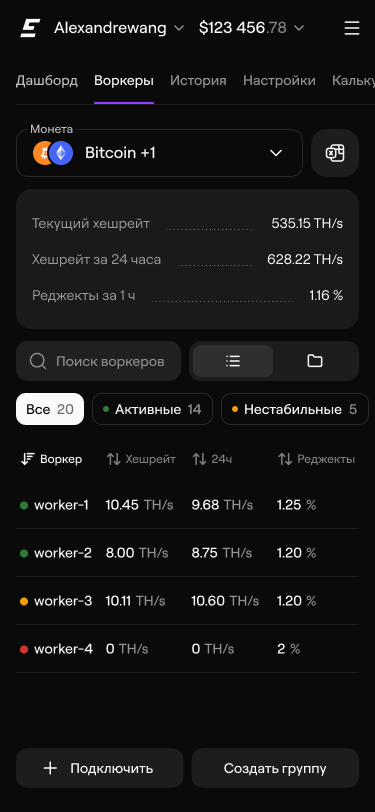 Alexandrewang $123 456.78
Дашборд Воркеры История Настройки Кальку
Монета
Bitcoin +1
Текущий хешрейт 535.15 TH/s
Хешрейт за 24 часа 628.22 TH/s
Реджекты за 1 ч 1.16 %
Поиск воркеров
Все 20 Активные 14 Нестабильные 5
Воркер Хешрейт 24ч Реджекты
worker-1 10.45 TH/s 9.68 TH/s 1.25 %
worker-2 8.00 TH/s 8.75 TH/s 1.20 %
worker-3 10.11 TH/s 10.60 TH/s 1.20 %
worker-4 0 TH/s 0 TH/s 2 %
Подключить Создать группу